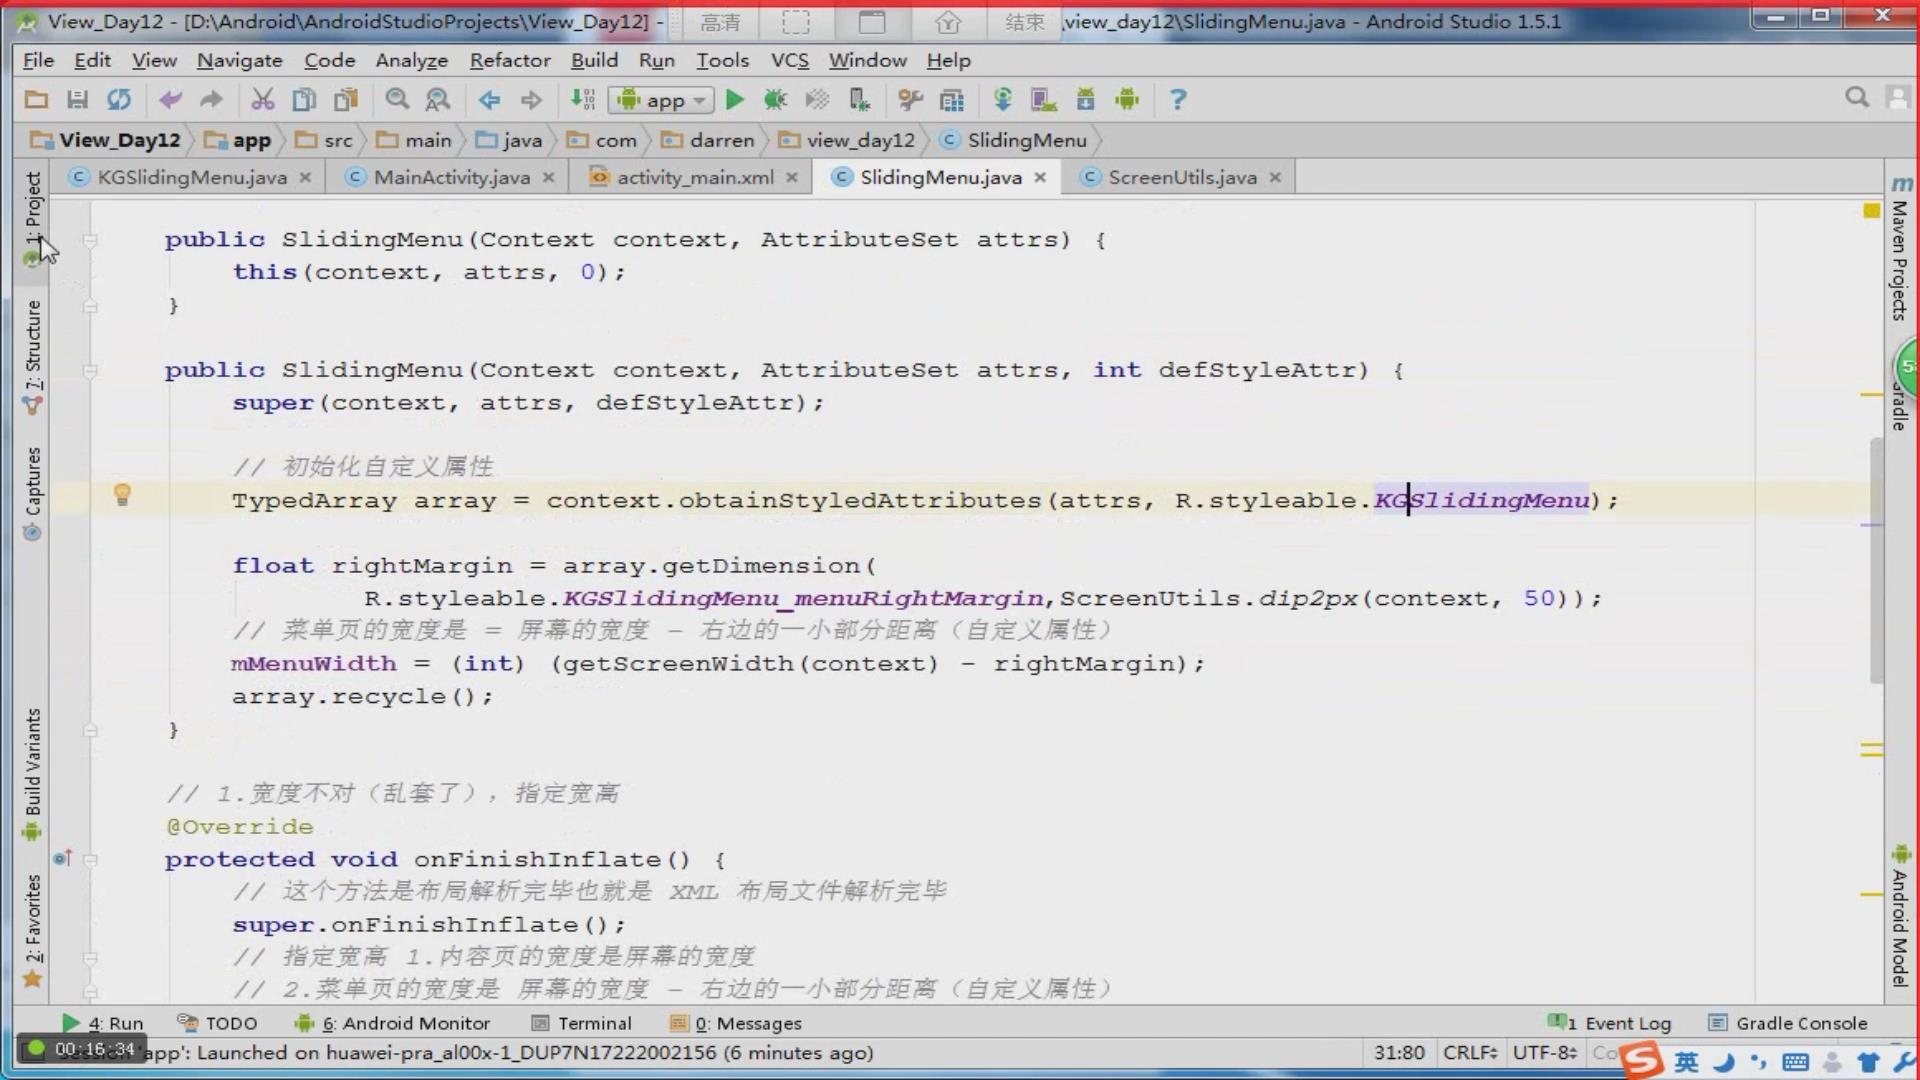 View_Day12 - [D:\Android\AndroidStudioProjects\View_Day12] - 高清 结束 .view_day12\SlidingMenu.java - Android Studio 1.5.1
File Edit View Navigate Code Analyze Refactor Build Run Tools VCS Window Help
app
View_Day12 app src main java com darren view_day12 SlidingMenu
KGSlidingMenu.java MainActivity.java activity_main.xml SlidingMenu.java ScreenUtils.java
1: Project
7: Structure
Captures
Build Variants
2: Favorites
public SlidingMenu(Context context, AttributeSet attrs) {
this(context, attrs, 0);
}
public SlidingMenu(Context context, AttributeSet attrs, int defStyleAttr) {
super(context, attrs, defStyleAttr);
// 初始化自定义属性
TypedArray array = context.obtainStyledAttributes(attrs, R.styleable.KGSlidingMenu);
float rightMargin = array.getDimension(
R.styleable.KGSlidingMenu_menuRightMargin,ScreenUtils.dip2px(context, 50));
// 菜单页的宽度是 = 屏幕的宽度 - 右边的一小部分距离（自定义属性）
mMenuWidth = (int) (getScreenWidth(context) - rightMargin);
array.recycle();
}
// 1.宽度不对（乱套了），指定宽高
@Override
protected void onFinishInflate() {
// 这个方法是布局解析完毕也就是 XML 布局文件解析完毕
super.onFinishInflate();
// 指定宽高 1.内容页的宽度是屏幕的宽度
// 2.菜单页的宽度是 屏幕的宽度 - 右边的一小部分距离（自定义属性）
Maven Projects
Android Model
4: Run TODO 6: Android Monitor Terminal 0: Messages 1 Event Log Gradle Console
00:16:34 'app': Launched on huawei-pra_al00x-1_DUP7N17222002156 (6 minutes ago) 31:80 CRLF UTF-8 英